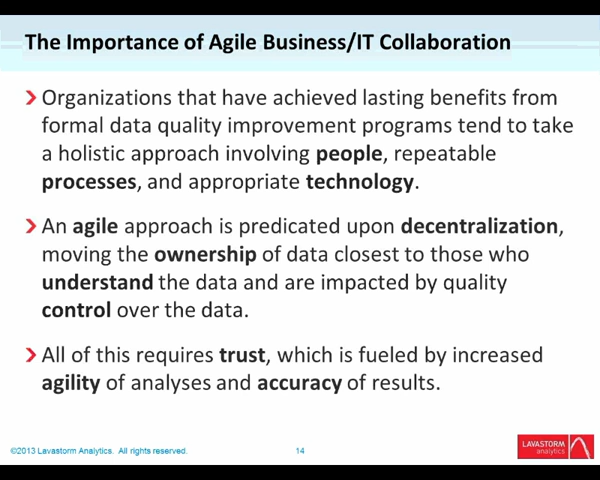 The Importance of Agile Business/IT Collaboration
Organizations that have achieved lasting benefits from
formal data quality improvement programs tend to take
a holistic approach involving people, repeatable
processes, and appropriate technology.
An agile approach is predicated upon decentralization,
moving the ownership of data closest to those who
understand the data and are impacted by quality
control over the data.
All of this requires trust, which is fueled by increased
agility of analyses and accuracy of results.
©2013 Lavastorm Analytics. All rights reserved.
14
LAVASTORM
analytics